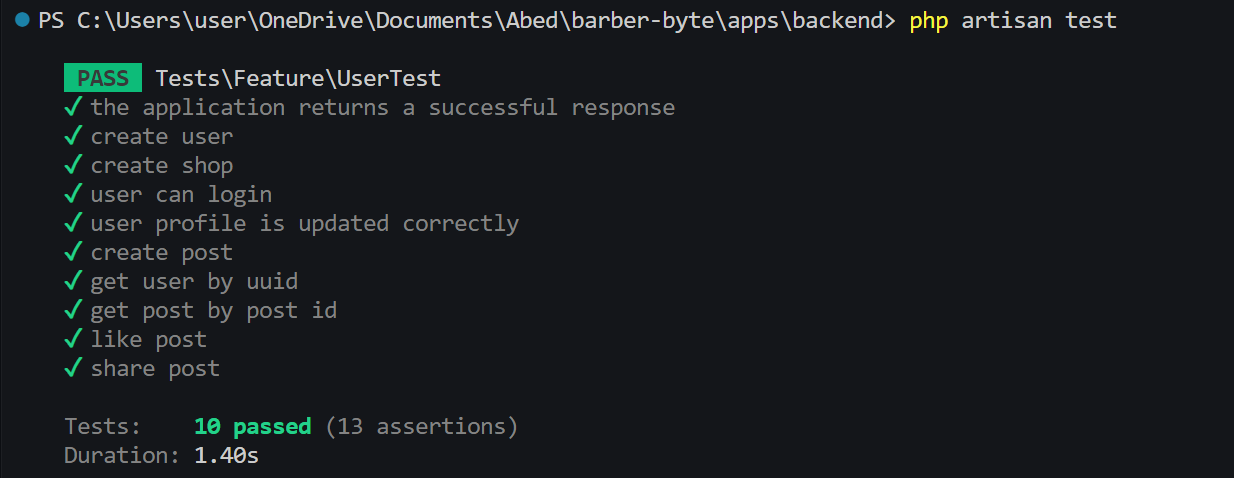 PS C:\Users\user\OneDrive\Documents\Abed\barber-byte\apps\backend> php artisan test
PASS Tests\Feature\UserTest
✓ the application returns a successful response
✓ create user
✓ create shop
✓ user can login
✓ user profile is updated correctly
✓ create post
✓ get user by uuid
✓ get post by post id
✓ like post
✓ share post
Tests: 10 passed (13 assertions)
Duration: 1.40s